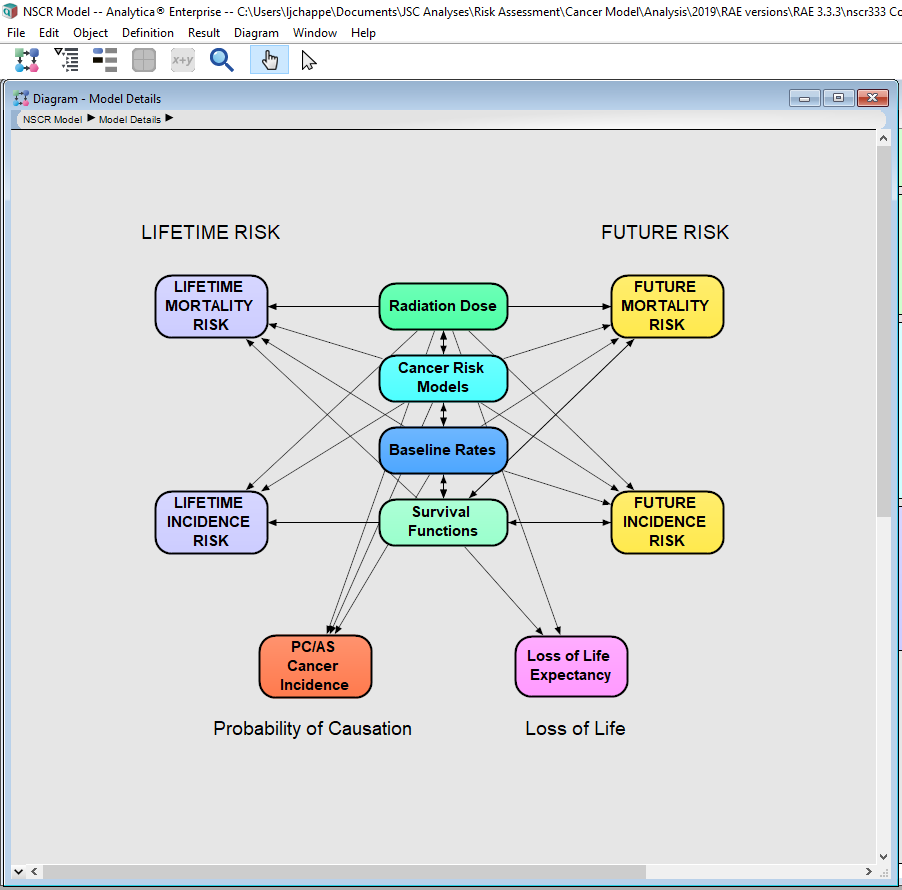 NSCR Model -- Analytica® Enterprise -- C:\Users\ljchappe\Documents\JSC Analyses\Risk Assessment\Cancer Model\Analysis\2019\RAE versions\RAE 3.3.3\nscr333 Co
File Edit Object Definition Result Diagram Window Help
x+y
Diagram - Model Details
NSCR Model Model Details
LIFETIME RISK
FUTURE RISK
LIFETIME
MORTALITY
RISK
Radiation Dose
FUTURE
MORTALITY
RISK
Cancer Risk
Models
Baseline Rates
LIFETIME
INCIDENCE
RISK
Survival
Functions
FUTURE
INCIDENCE
RISK
PC/AS
Cancer
Incidence
Loss of Life
Expectancy
Probability of Causation
Loss of Life